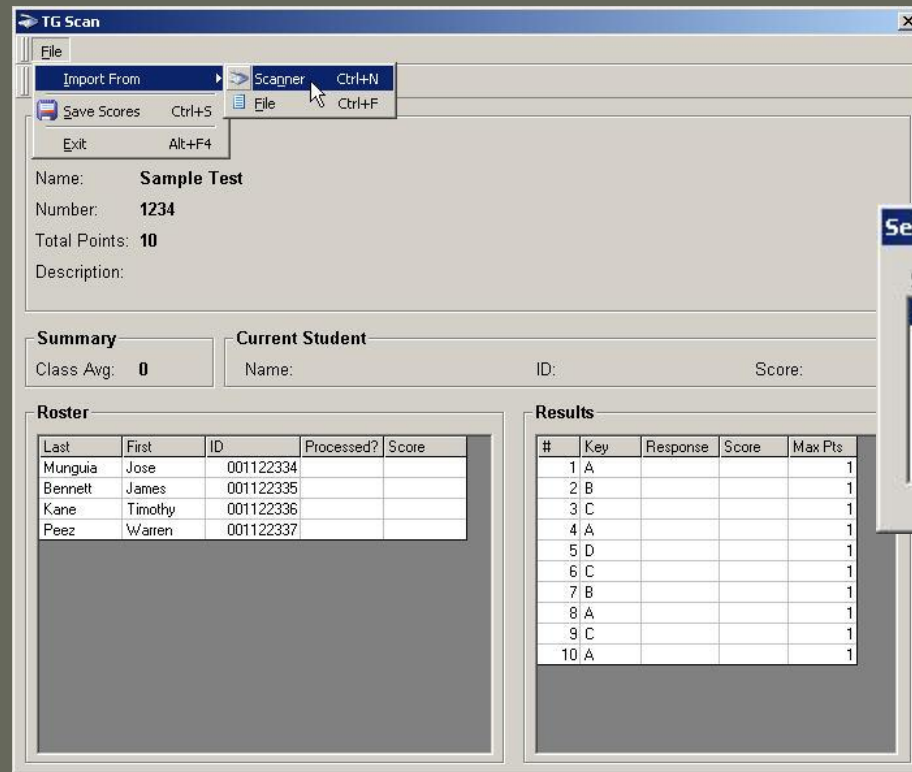 TG Scan
File
Import From
Scanner Ctrl+N
Save Scores Ctrl+S
File Ctrl+F
Exit Alt+F4
Name: Sample Test
Number: 1234
Total Points: 10
Description:
Summary
Class Avg: 0
Current Student
Name: ID: Score:
Roster
Last First ID Processed? Score
Munguia Jose 001122334
Bennett James 001122335
Kane Timothy 001122336
Peez Warren 001122337
Results
# Key Response Score Max Pts
1 A 1
2 B 1
3 C 1
4 A 1
5 D 1
6 C 1
7 B 1
8 A 1
9 C 1
10 A 1